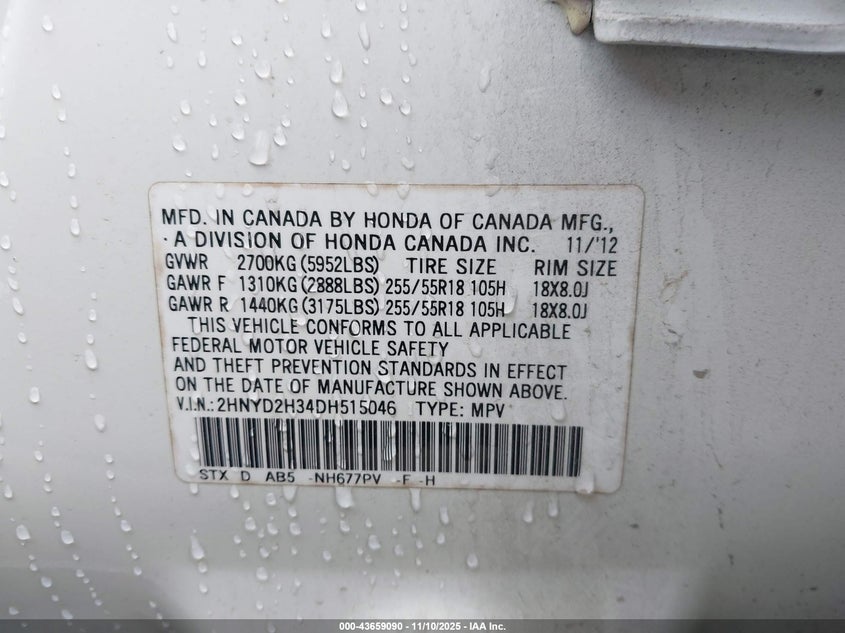 MFD. IN CANADA BY HONDA OF CANADA MFG.,
A DIVISION OF HONDA CANADA INC. 11/'12
GVWR 2700KG (5952LBS) TIRE SIZE RIM SIZE
GAWR F 1310KG (2888LBS) 255/55R18 105H 18X8.0J
GAWR R 1440KG (3175LBS) 255/55R18 105H 18X8.0J
THIS VEHICLE CONFORMS TO ALL APPLICABLE
FEDERAL MOTOR VEHICLE SAFETY
AND THEFT PREVENTION STANDARDS IN EFFECT
ON THE DATE OF MANUFACTURE SHOWN ABOVE.
V.I.N.: 2HNYD2H34DH515046 TYPE: MPV
STX D AB5 -NH677PV -F -H
000-43659090 - 11/10/2025 - IAA Inc.